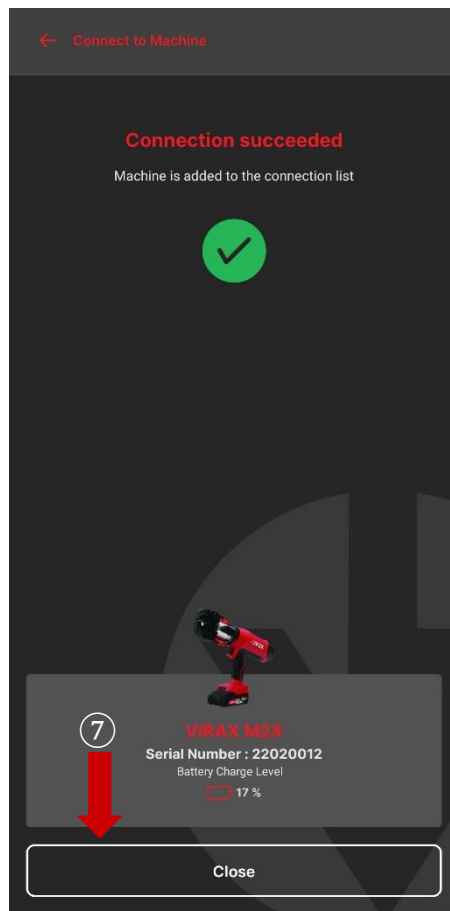 ← Connect to Machine
Connection succeeded
Machine is added to the connection list
VIRAX M2X
⑦
Serial Number : 22020012
Battery Charge Level
17 %
Close